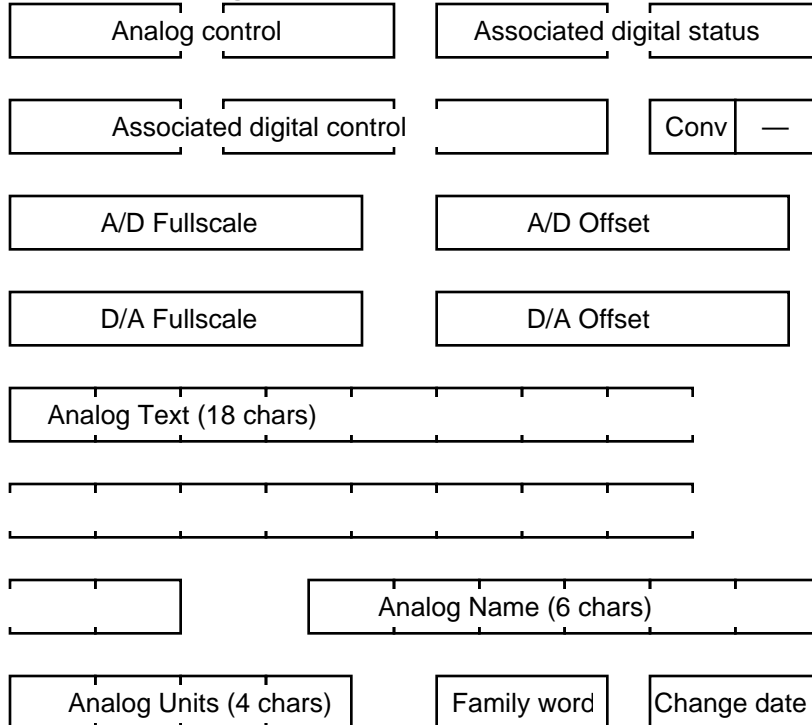 Analog control Associated digital status
Associated digital control Conv —
A/D Fullscale A/D Offset
D/A Fullscale D/A Offset
Analog Text (18 chars)
Analog Name (6 chars)
Analog Units (4 chars) Family word Change date